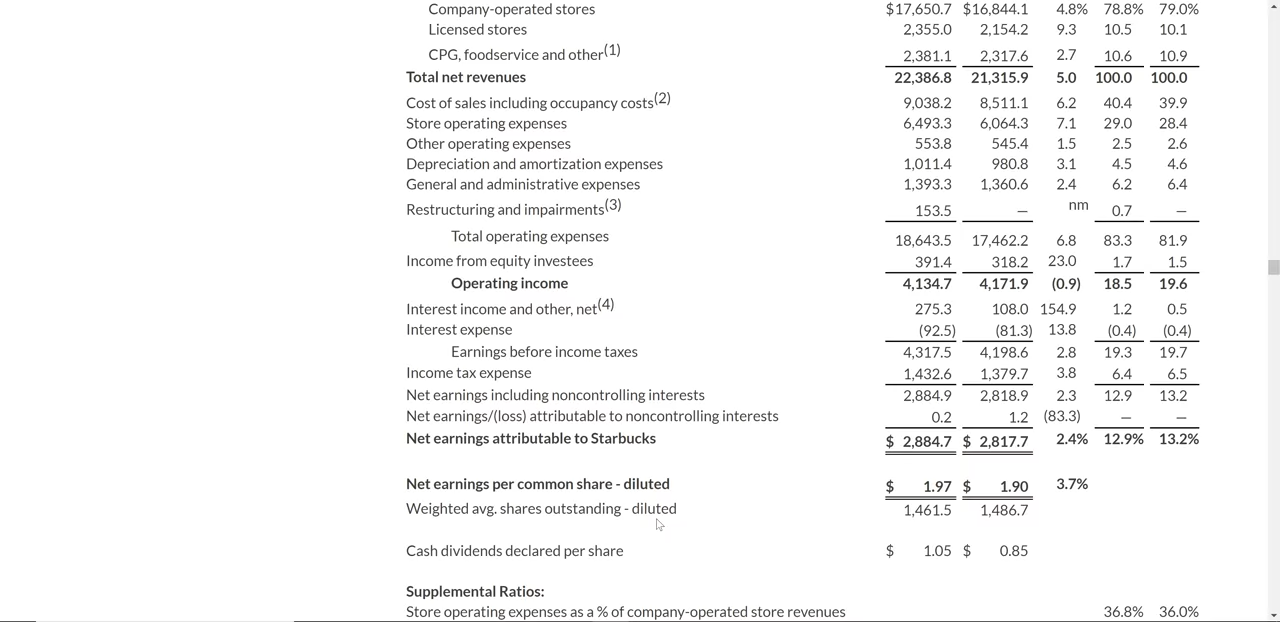 Company-operated stores $17,650.7 $16,844.1 4.8% 78.8% 79.0%
Licensed stores 2,355.0 2,154.2 9.3 10.5 10.1
CPG, foodservice and other(1) 2,381.1 2,317.6 2.7 10.6 10.9
Total net revenues 22,386.8 21,315.9 5.0 100.0 100.0
Cost of sales including occupancy costs(2) 9,038.2 8,511.1 6.2 40.4 39.9
Store operating expenses 6,493.3 6,064.3 7.1 29.0 28.4
Other operating expenses 553.8 545.4 1.5 2.5 2.6
Depreciation and amortization expenses 1,011.4 980.8 3.1 4.5 4.6
General and administrative expenses 1,393.3 1,360.6 2.4 6.2 6.4
Restructuring and impairments(3) 153.5 — nm 0.7 —
Total operating expenses 18,643.5 17,462.2 6.8 83.3 81.9
Income from equity investees 391.4 318.2 23.0 1.7 1.5
Operating income 4,134.7 4,171.9 (0.9) 18.5 19.6
Interest income and other, net(4) 275.3 108.0 154.9 1.2 0.5
Interest expense (92.5) (81.3) 13.8 (0.4) (0.4)
Earnings before income taxes 4,317.5 4,198.6 2.8 19.3 19.7
Income tax expense 1,432.6 1,379.7 3.8 6.4 6.5
Net earnings including noncontrolling interests 2,884.9 2,818.9 2.3 12.9 13.2
Net earnings/(loss) attributable to noncontrolling interests 0.2 1.2 (83.3) — —
Net earnings attributable to Starbucks $ 2,884.7 $ 2,817.7 2.4% 12.9% 13.2%
Net earnings per common share - diluted $ 1.97 $ 1.90 3.7%
Weighted avg. shares outstanding - diluted 1,461.5 1,486.7
Cash dividends declared per share $ 1.05 $ 0.85
Supplemental Ratios:
Store operating expenses as a % of company-operated store revenues 36.8% 36.0%